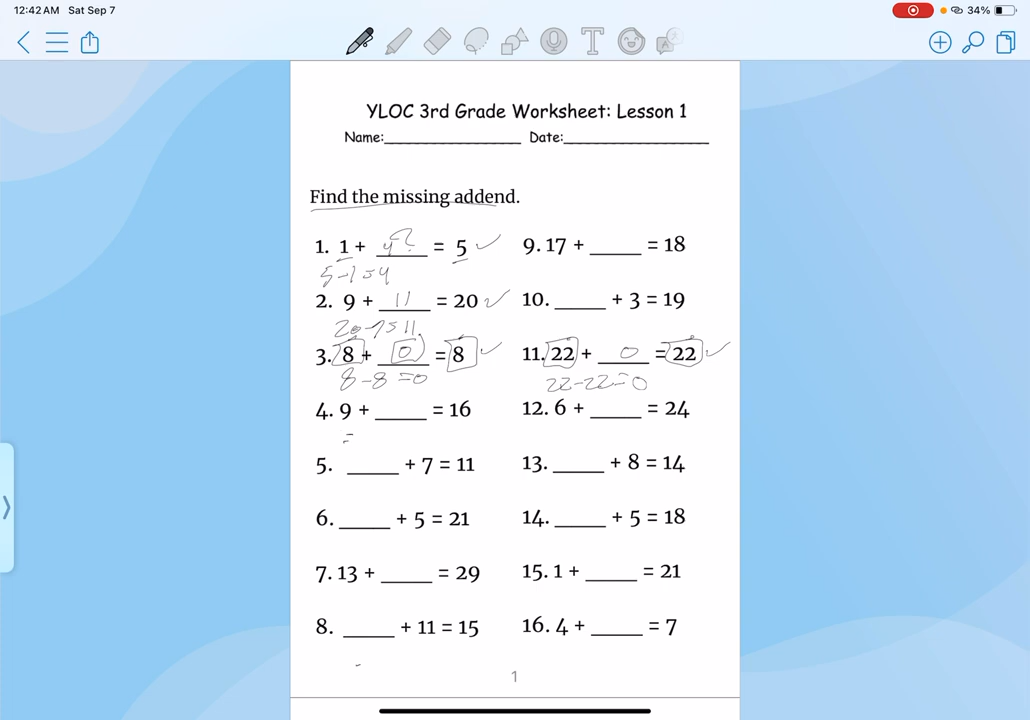 12:42 AM Sat Sep 7 34%
YLOC 3rd Grade Worksheet: Lesson 1
Name:________________ Date:_________________
Find the missing addend.
1. 1 + 4 ? = 5
5-1=4
2. 9 + 11 = 20
3. 8 + 0 = 8
8-8=0
4. 9 + _____ = 16
=
5. _____ + 7 = 11
6. _____ + 5 = 21
7. 13 + _____ = 29
8. _____ + 11 = 15
9. 17 + _____ = 18
10. _____ + 3 = 19
11. 22 + 0 = 22
22-22=0
12. 6 + _____ = 24
13. _____ + 8 = 14
14. _____ + 5 = 18
15. 1 + _____ = 21
16. 4 + _____ = 7
1